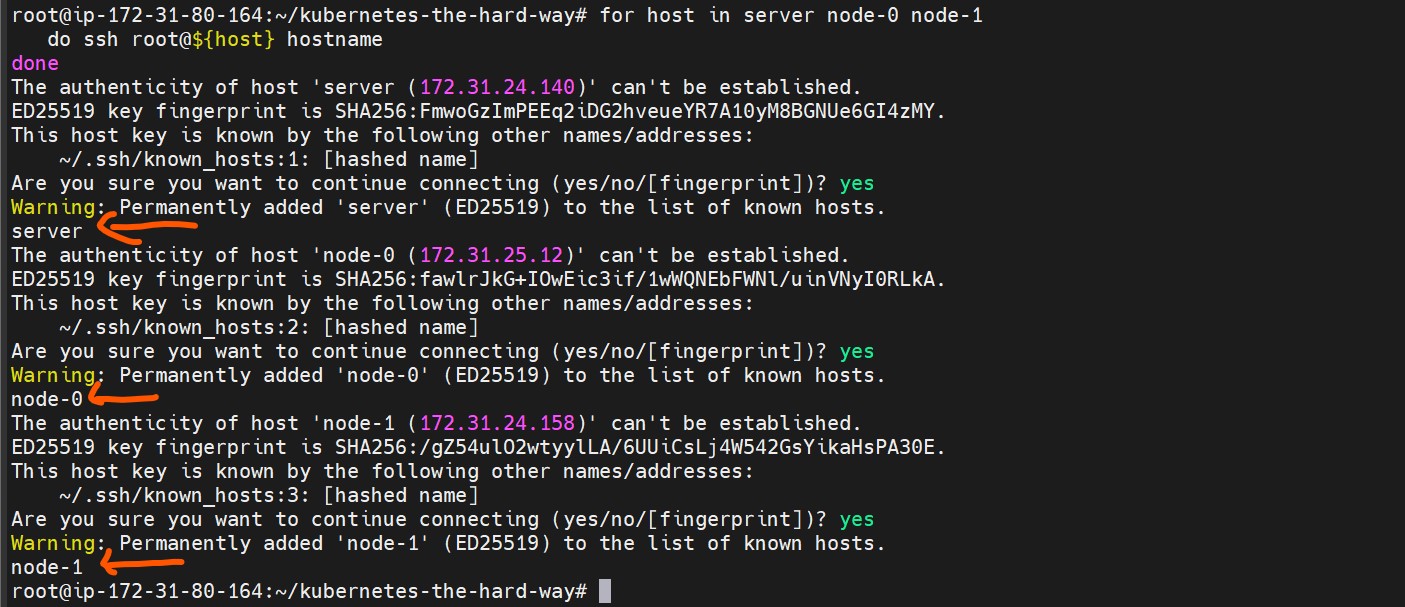 root@ip-172-31-80-164:~/kubernetes-the-hard-way# for host in server node-0 node-1
   do ssh root@${host} hostname
done
The authenticity of host 'server (172.31.24.140)' can't be established.
ED25519 key fingerprint is SHA256:FmwoGzImPEEq2iDG2hveueYR7A10yM8BGNUe6GI4zMY.
This host key is known by the following other names/addresses:
    ~/.ssh/known_hosts:1: [hashed name]
Are you sure you want to continue connecting (yes/no/[fingerprint])? yes
Warning: Permanently added 'server' (ED25519) to the list of known hosts.
server
The authenticity of host 'node-0 (172.31.25.12)' can't be established.
ED25519 key fingerprint is SHA256:fawlrJkG+IOwEic3if/1wWQNEbFWNl/uinVNyI0RLkA.
This host key is known by the following other names/addresses:
    ~/.ssh/known_hosts:2: [hashed name]
Are you sure you want to continue connecting (yes/no/[fingerprint])? yes
Warning: Permanently added 'node-0' (ED25519) to the list of known hosts.
node-0
The authenticity of host 'node-1 (172.31.24.158)' can't be established.
ED25519 key fingerprint is SHA256:/gZ54ulO2wtyylLA/6UUiCsLj4W542GsYikaHsPA30E.
This host key is known by the following other names/addresses:
    ~/.ssh/known_hosts:3: [hashed name]
Are you sure you want to continue connecting (yes/no/[fingerprint])? yes
Warning: Permanently added 'node-1' (ED25519) to the list of known hosts.
node-1
root@ip-172-31-80-164:~/kubernetes-the-hard-way#